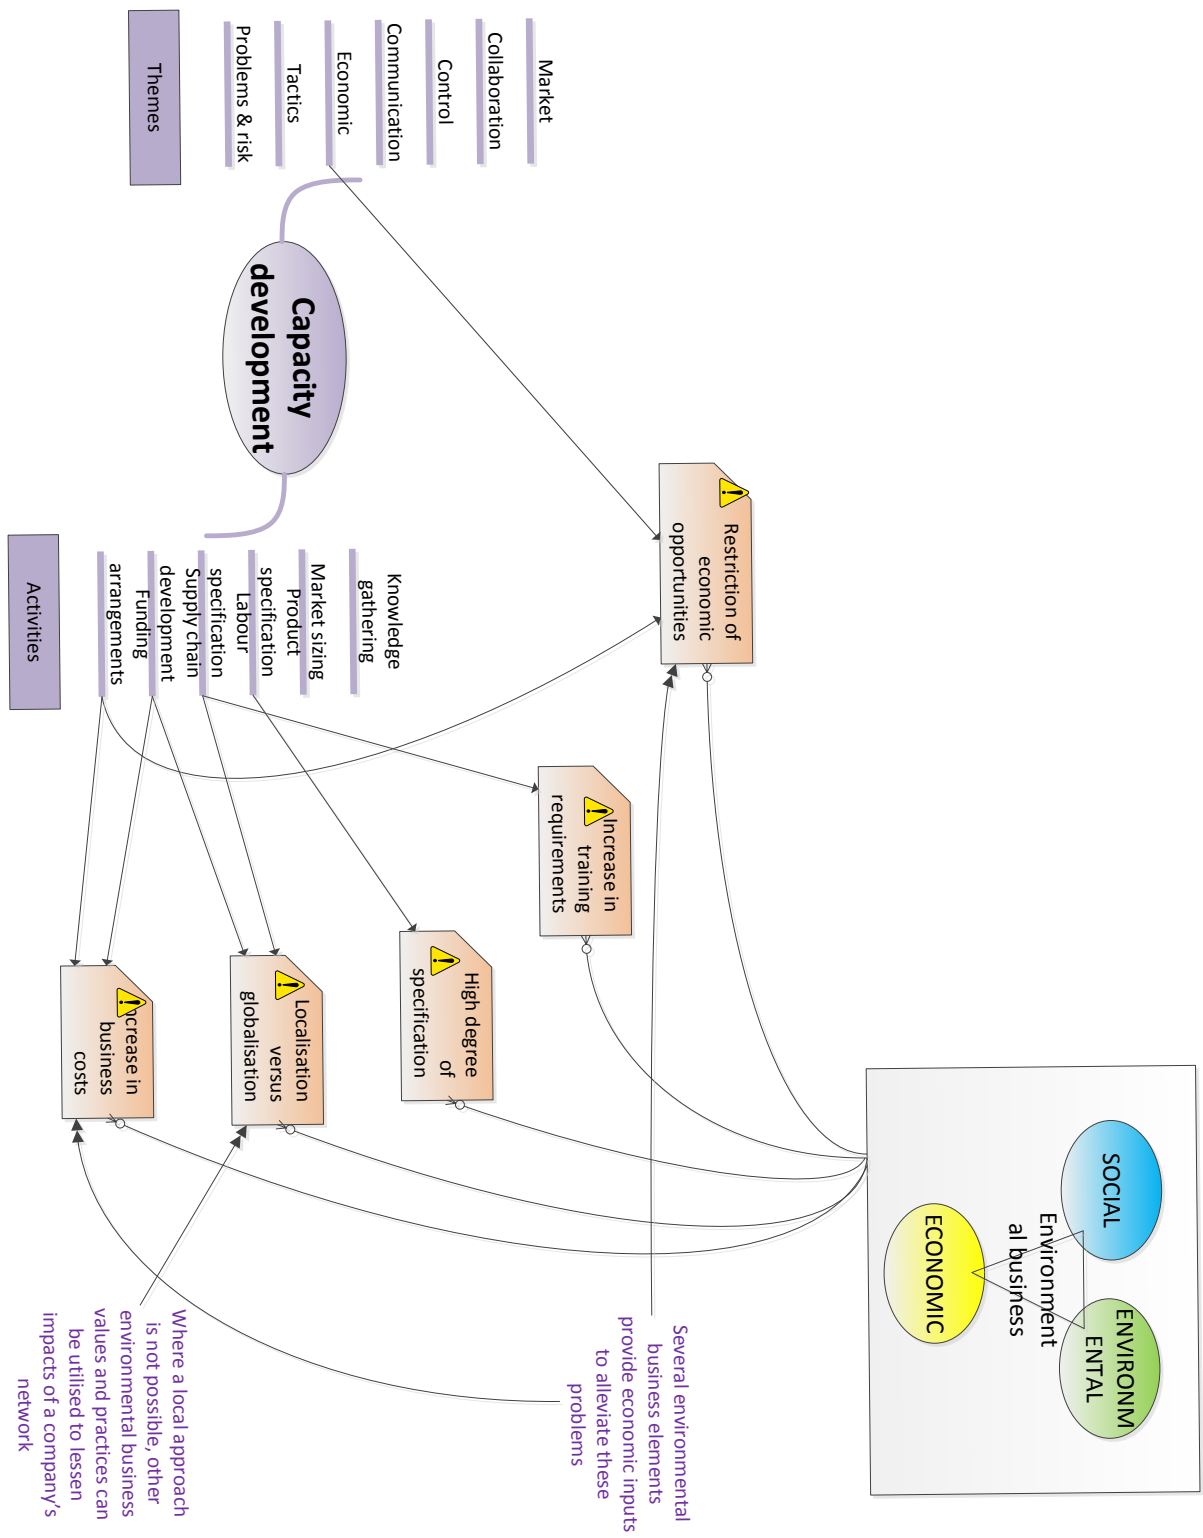 Market
Collaboration
Control
Communication
Economic
Tactics
Problems & risk
Themes
Capacity
development
Knowledge
gathering
Market sizing
Product
specification
Labour
specification
Supply chain
development
Funding
arrangements
Activities
Restriction of
economic
opportunities
Increase in
training
requirements
High degree
of
specification
Localisation
versus
globalisation
ncrease in
business
costs
SOCIAL
ENVIRONM
ENTAL
Environment
al business
ECONOMIC
Several environmental
business elements
provide economic inputs
to alleviate these
problems
Where a local approach
is not possible, other
environmental business
values and practices can
be utilised to lessen
impacts of a company's
network